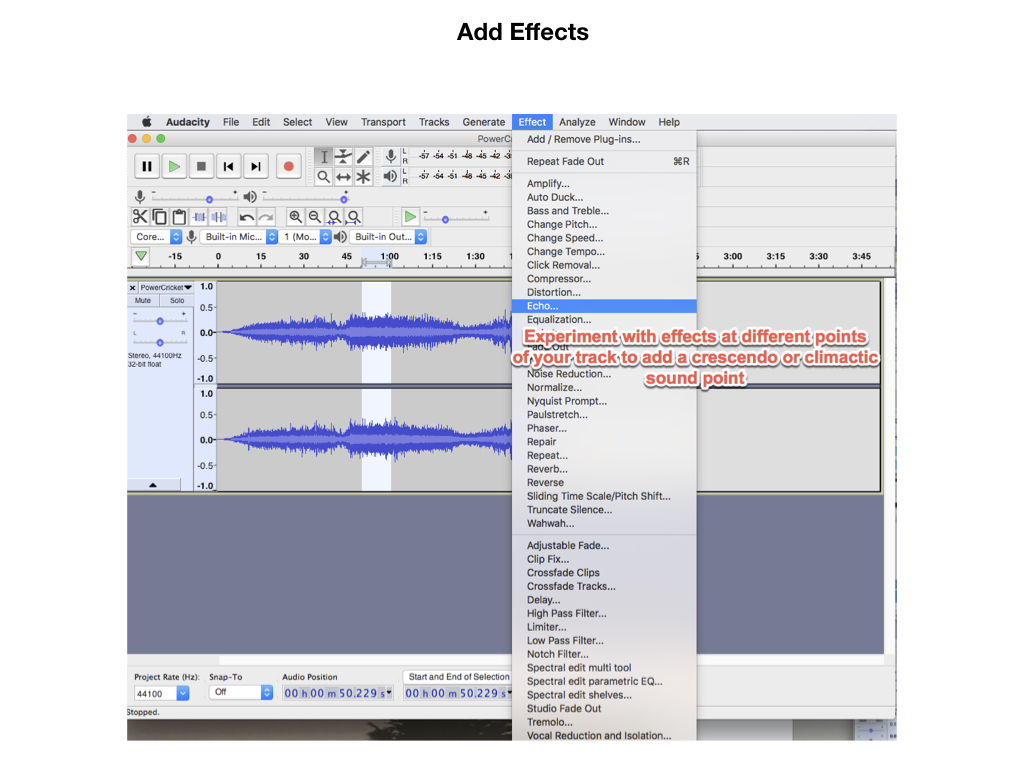 Add Effects
Audacity File Edit Select View Transport Tracks Generate Effect Analyze Window Help
PowerC
Add / Remove Plug-ins...
Repeat Fade Out ⌘R
L
R
-57 -54 -51 -48 -45 -42 -3
L
R
-57 -54 -51 -48 -45 -42 -3
Amplify...
Auto Duck...
Bass and Treble...
Change Pitch...
Change Speed...
Change Tempo...
Click Removal...
Compressor...
Distortion...
Echo...
Equalization...
Fade Out
Experiment with effects at different points
of your track to add a crescendo or climactic
sound point
Noise Reduction...
Normalize...
Nyquist Prompt...
Paulstretch...
Phaser...
Repair
Repeat...
Reverb...
Reverse
Sliding Time Scale/Pitch Shift...
Truncate Silence...
Wahwah...
Adjustable Fade...
Clip Fix...
Crossfade Clips
Crossfade Tracks...
Delay...
High Pass Filter...
Limiter...
Low Pass Filter...
Notch Filter...
Spectral edit multi tool
Spectral edit parametric EQ...
Spectral edit shelves...
Studio Fade Out
Tremolo...
Vocal Reduction and Isolation...
Core... Built-in Mic... 1 (Mo... Built-in Out...
-15 0 15 30 45 1:00 1:15 1:30 3:00 3:15 3:30 3:45
PowerCricket
Mute Solo
- +
L R
Stereo, 44100Hz
32-bit float
1.0
0.5-
0.0-
-0.5-
-1.0
1.0
0.5-
0.0-
-0.5-
-1.0
Project Rate (Hz): Snap-To Audio Position Start and End of Selection
44100 Off 00 h 00 m 50.229 s 00 h 00 m 50.229 s
Stopped.